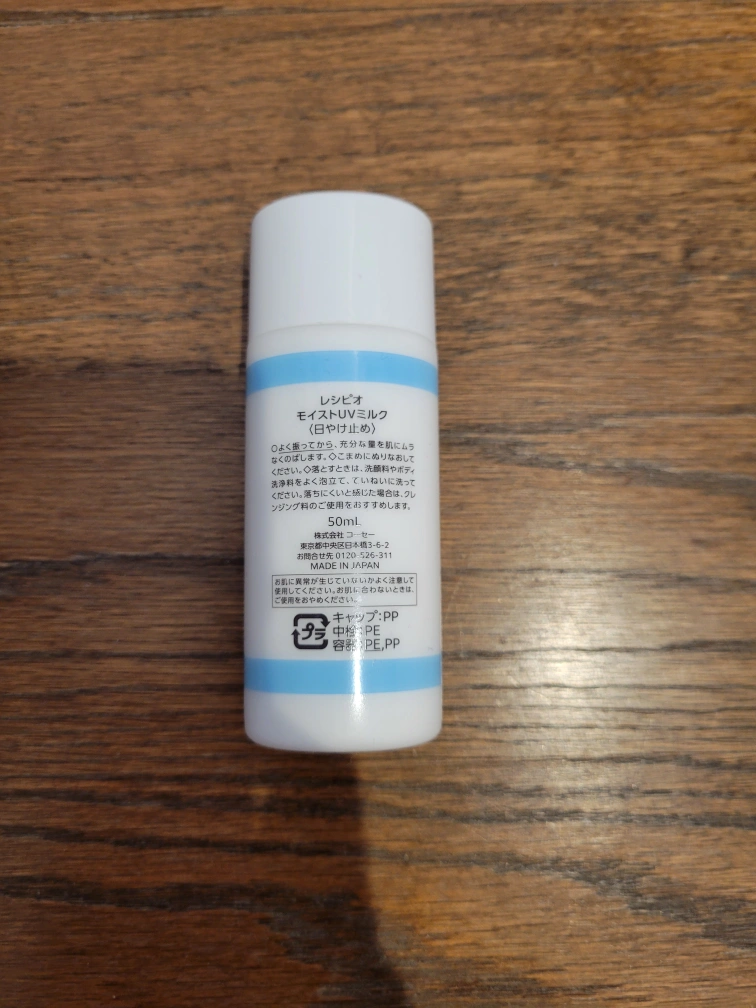 レシピオ
モイストUVミルク
〈日やけ止め〉
◇よく振ってから、充分な量を肌にムラ
なくのばします。◇こまめにぬりなおして
ください。◇落とすときは、洗顔料やボディ
洗浄料をよく泡立て、ていねいに洗って
ください。落ちにくいと感じた場合は、クレ
ンジング料のご使用をおすすめします。
50mL
株式会社 コーセー
東京都中央区日本橋3-6-2
お問合せ先 0120-526-311
MADE IN JAPAN
お肌に異常が生じていないかよく注意して
使用してください。お肌に合わないときは、
ご使用をおやめください。
プラ
キャップ:PP
中栓:PE
容器:PE,PP